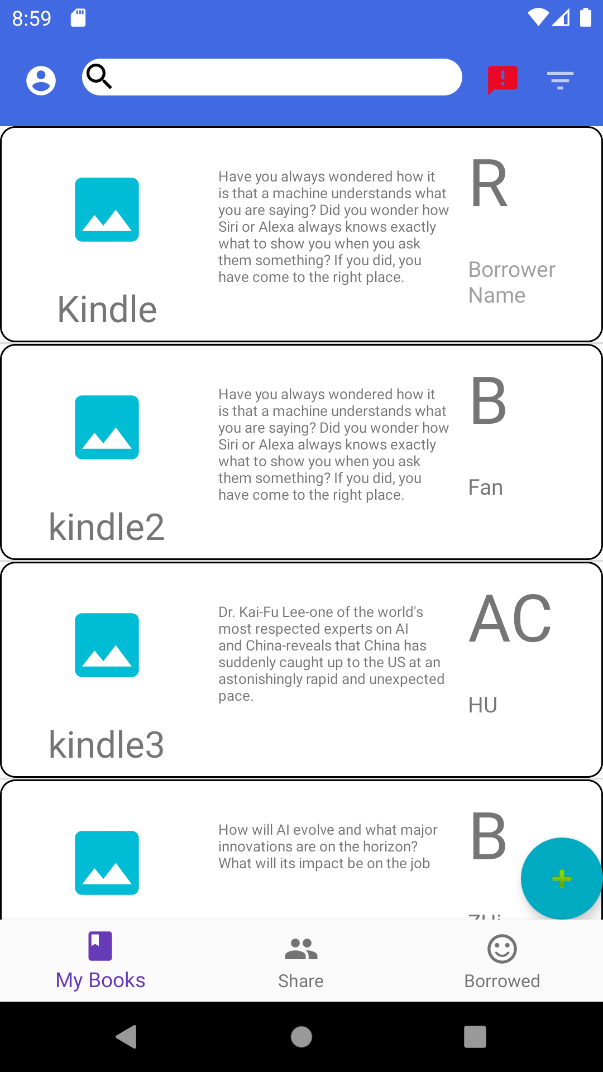 8:59
Have you always wondered how it
is that a machine understands what
you are saying? Did you wonder how
Siri or Alexa always knows exactly
what to show you when you ask
them something? If you did, you
have come to the right place.
Kindle
R
Borrower
Name
Have you always wondered how it
is that a machine understands what
you are saying? Did you wonder how
Siri or Alexa always knows exactly
what to show you when you ask
them something? If you did, you
have come to the right place.
kindle2
B
Fan
Dr. Kai-Fu Lee-one of the world's
most respected experts on AI
and China-reveals that China has
suddenly caught up to the US at an
astonishingly rapid and unexpected
pace.
kindle3
AC
HU
How will AI evolve and what major
innovations are on the horizon?
What will its impact be on the job
B
My Books
Share
Borrowed